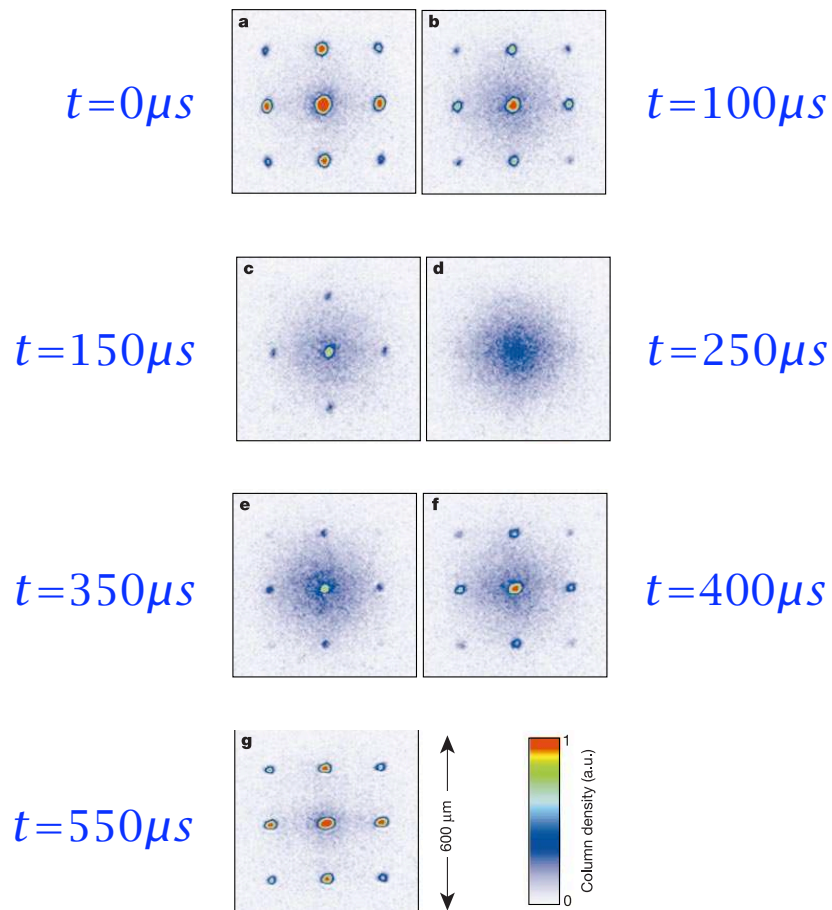 a
b
t=0μs
t=100μs
c
d
t=150μs
t=250μs
e
f
t=350μs
t=400μs
g
1
t=550μs
600 μm
Column density (a.u.)
0